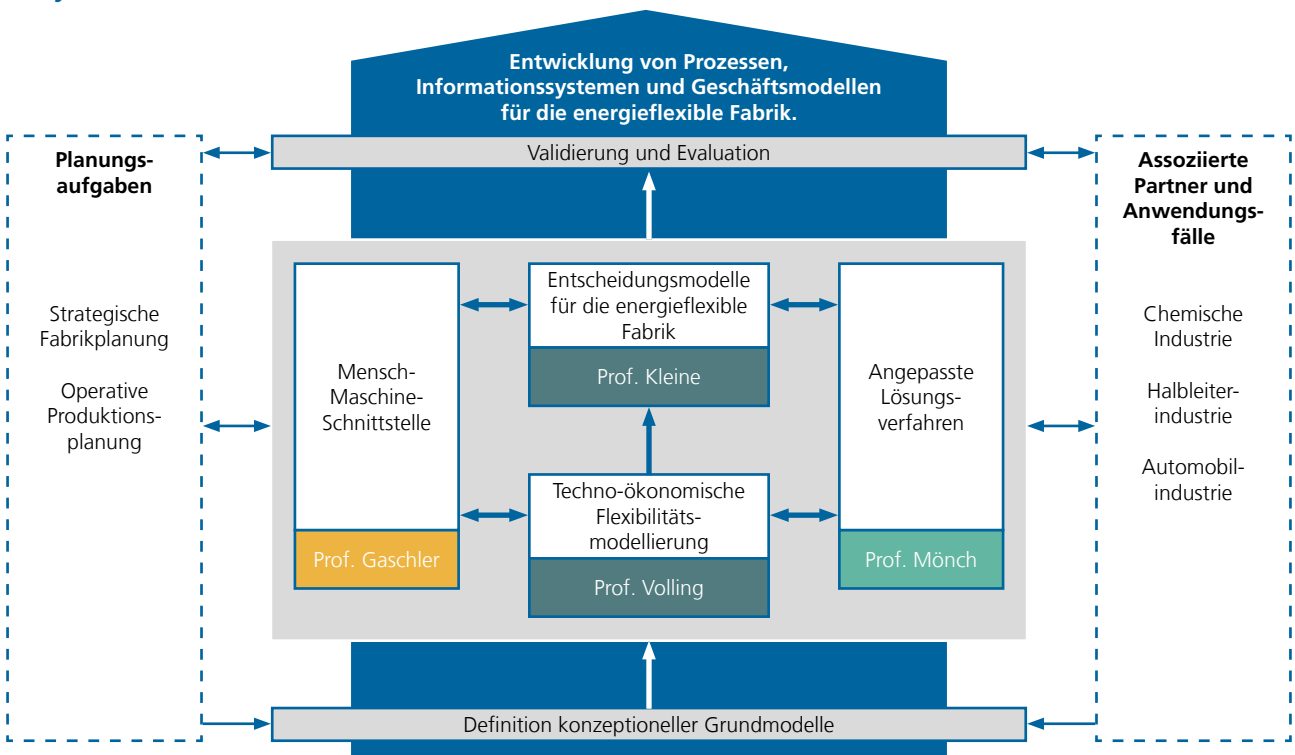 Entwicklung von Prozessen,
Informationssystemen und Geschäftsmodellen
für die energieflexible Fabrik.
Validierung und Evaluation
Planungs-
aufgaben
Strategische
Fabrikplanung
Operative
Produktions-
planung
Mensch-
Maschine-
Schnittstelle
Prof. Gaschler
Entscheidungsmodelle
für die energieflexible
Fabrik
Prof. Kleine
Techno-ökonomische
Flexibilitäts-
modellierung
Prof. Volling
Angepasste
Lösungs-
verfahren
Prof. Mönch
Assoziierte
Partner und
Anwendungs-
fälle
Chemische
Industrie
Halbleiter-
industrie
Automobil-
industrie
Definition konzeptioneller Grundmodelle